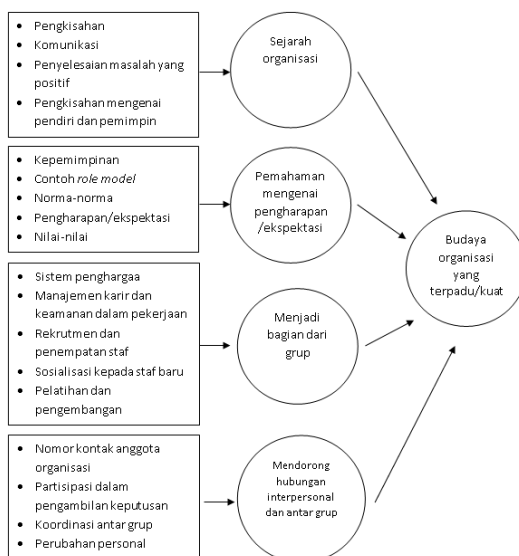 • Pengkisahan
• Komunikasi
• Penyelesaian masalah yang
positif
• Pengkisahan mengenai
pendiri dan pemimpin
Sejarah
organisasi
• Kepemimpinan
• Contoh role model
• Norma-norma
• Pengharapan/ekspektasi
• Nilai-nilai
Pemahaman
mengenai
pengharapan
/ekspektasi
• Sistem penghargaa
• Manajemen karir dan
keamanan dalam pekerjaan
• Rekrutmen dan
penempatan staf
• Sosialisasi kepada staf baru
• Pelatihan dan
pengembangan
Menjadi
bagian dari
grup
• Nomor kontak anggota
organisasi
• Partisipasi dalam
pengambilan keputusan
• Koordinasi antar grup
• Perubahan personal
Mendorong
hubungan
interpersonal
dan antar grup
Budaya
organisasi
yang
terpadu/kuat